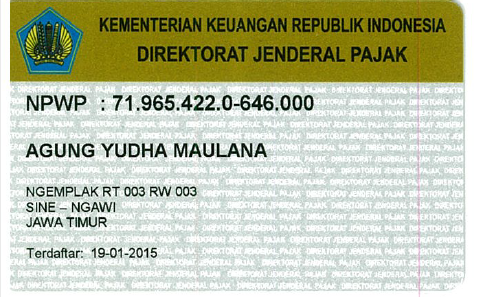 KEMENTERIAN KEUANGAN REPUBLIK INDONESIA
DIREKTORAT JENDERAL PAJAK
NPWP : 71.965.422.0-646.000
AGUNG YUDHA MAULANA
NGEMPLAK RT 003 RW 003
SINE – NGAWI
JAWA TIMUR
Terdaftar: 19-01-2015